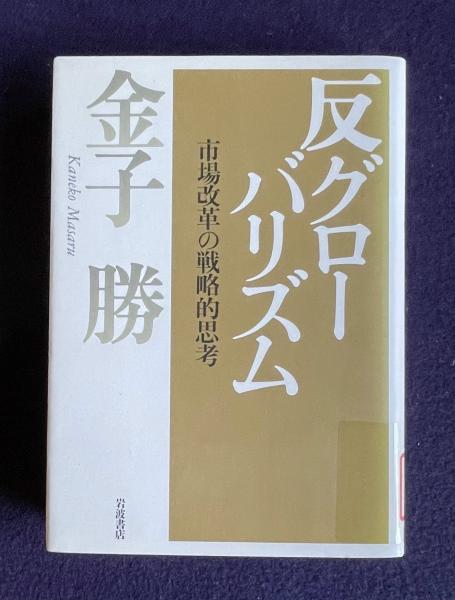 反グロー
バリズム
市場改革の戦略的思考
金子 勝
Kaneko Masaru
岩波書店